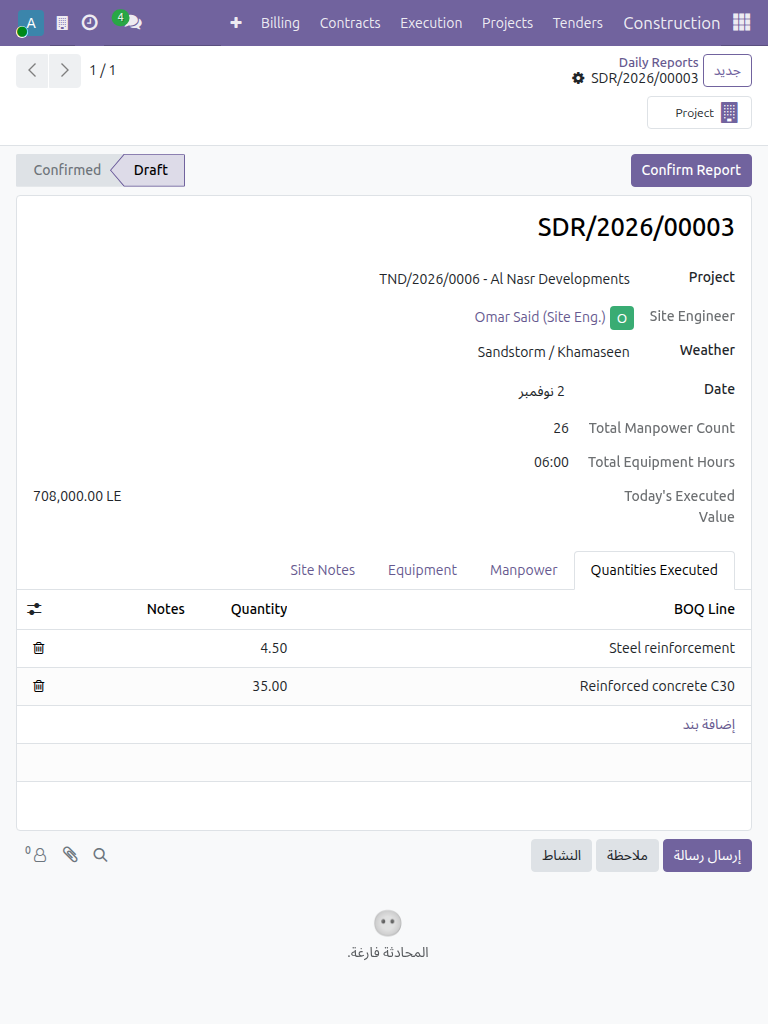 Construction Tenders Projects Execution Contracts Billing + 4 A
Daily Reports
SDR/2026/00003
جديد
1 / 1
Project
Confirm Report
Draft
Confirmed
SDR/2026/00003
Project TND/2026/0006 - Al Nasr Developments
Site Engineer O Omar Said (Site Eng.)
Weather Sandstorm / Khamaseen
Date 2 نوفمبر
Total Manpower Count 26
Total Equipment Hours 06:00
Today's Executed Value 708,000.00 LE
Quantities Executed Manpower Equipment Site Notes
BOQ Line Quantity Notes
Steel reinforcement 4.50
Reinforced concrete C30 35.00
إضافة بند
إرسال رسالة ملاحظة النشاط 0
المحادثة فارغة.